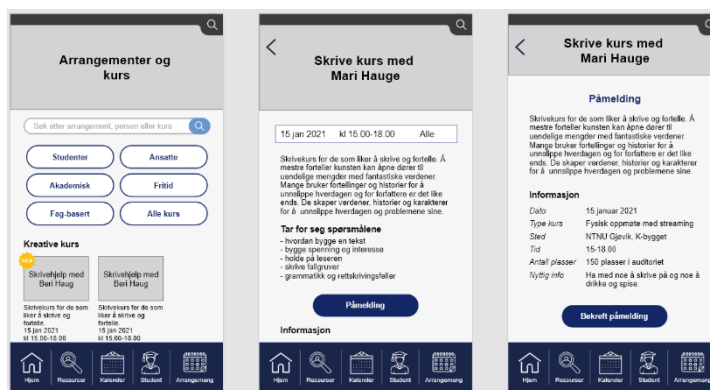 Arrangementer og
kurs
Søk etter arrangement, person eller kurs
Studenter
Ansatte
Akademisk
Fritid
Fag-basert
Alle kurs
Kreative kurs
Skrivehjelp med
Beri Haug
Skrivekurs for de som
liker å skrive og
fortelle.
15 jan 2021
kl 15.00-18.00
Skrivehjelp med
Beri Haug
Skrivekurs for de som
liker å skrive og
fortelle.
15 jan 2021
kl 15.00-18.00
Hjem
Ressurser
Kalender
Student
Arrangemang
Skrive kurs med
Mari Hauge
15 jan 2021 kl 15.00-18.00 Alle
Skrivekurs for de som liker å skrive og fortelle. Å
mestre forteller kunsten kan åpne dører til
uendelige mengder med fantastiske verdener.
Mange bruker fortellinger og historier for å
unnslippe hverdagen og for forfattere er det like
ends. De skaper verdener, historier og karakterer
for å unnslippe hverdagen og problemene sine.
Tar for seg spørsmålene
- hvordan bygge en tekst
- bygge spenning og interesse
- holde på leseren
- skrive fallgruver
- grammatikk og rettskrivingsfeller
Påmelding
Informasjon
Hjem
Ressurser
Kalender
Student
Arrangemang
Skrive kurs med
Mari Hauge
Påmelding
Skrivekurs for de som liker å skrive og fortelle. Å
mestre forteller kunsten kan åpne dører til
uendelige mengder med fantastiske verdener.
Mange bruker fortellinger og historier for å
unnslippe hverdagen og for forfattere er det like
ends. De skaper verdener, historier og karakterer
for å unnslippe hverdagen og problemene sine.
Informasjon
Dato 15 januar 2021
Type kurs Fysisk oppmøte med streaming
Sted NTNU Gjøvik, K-bygget
Tid 15-18.00
Antall plasser 150 plasser i auditoriet
Nyttig info Ha med noe å skrive på og noe å
drikke og spise.
Bekreft påmelding
Hjem
Ressurser
Kalender
Student
Arrangemang